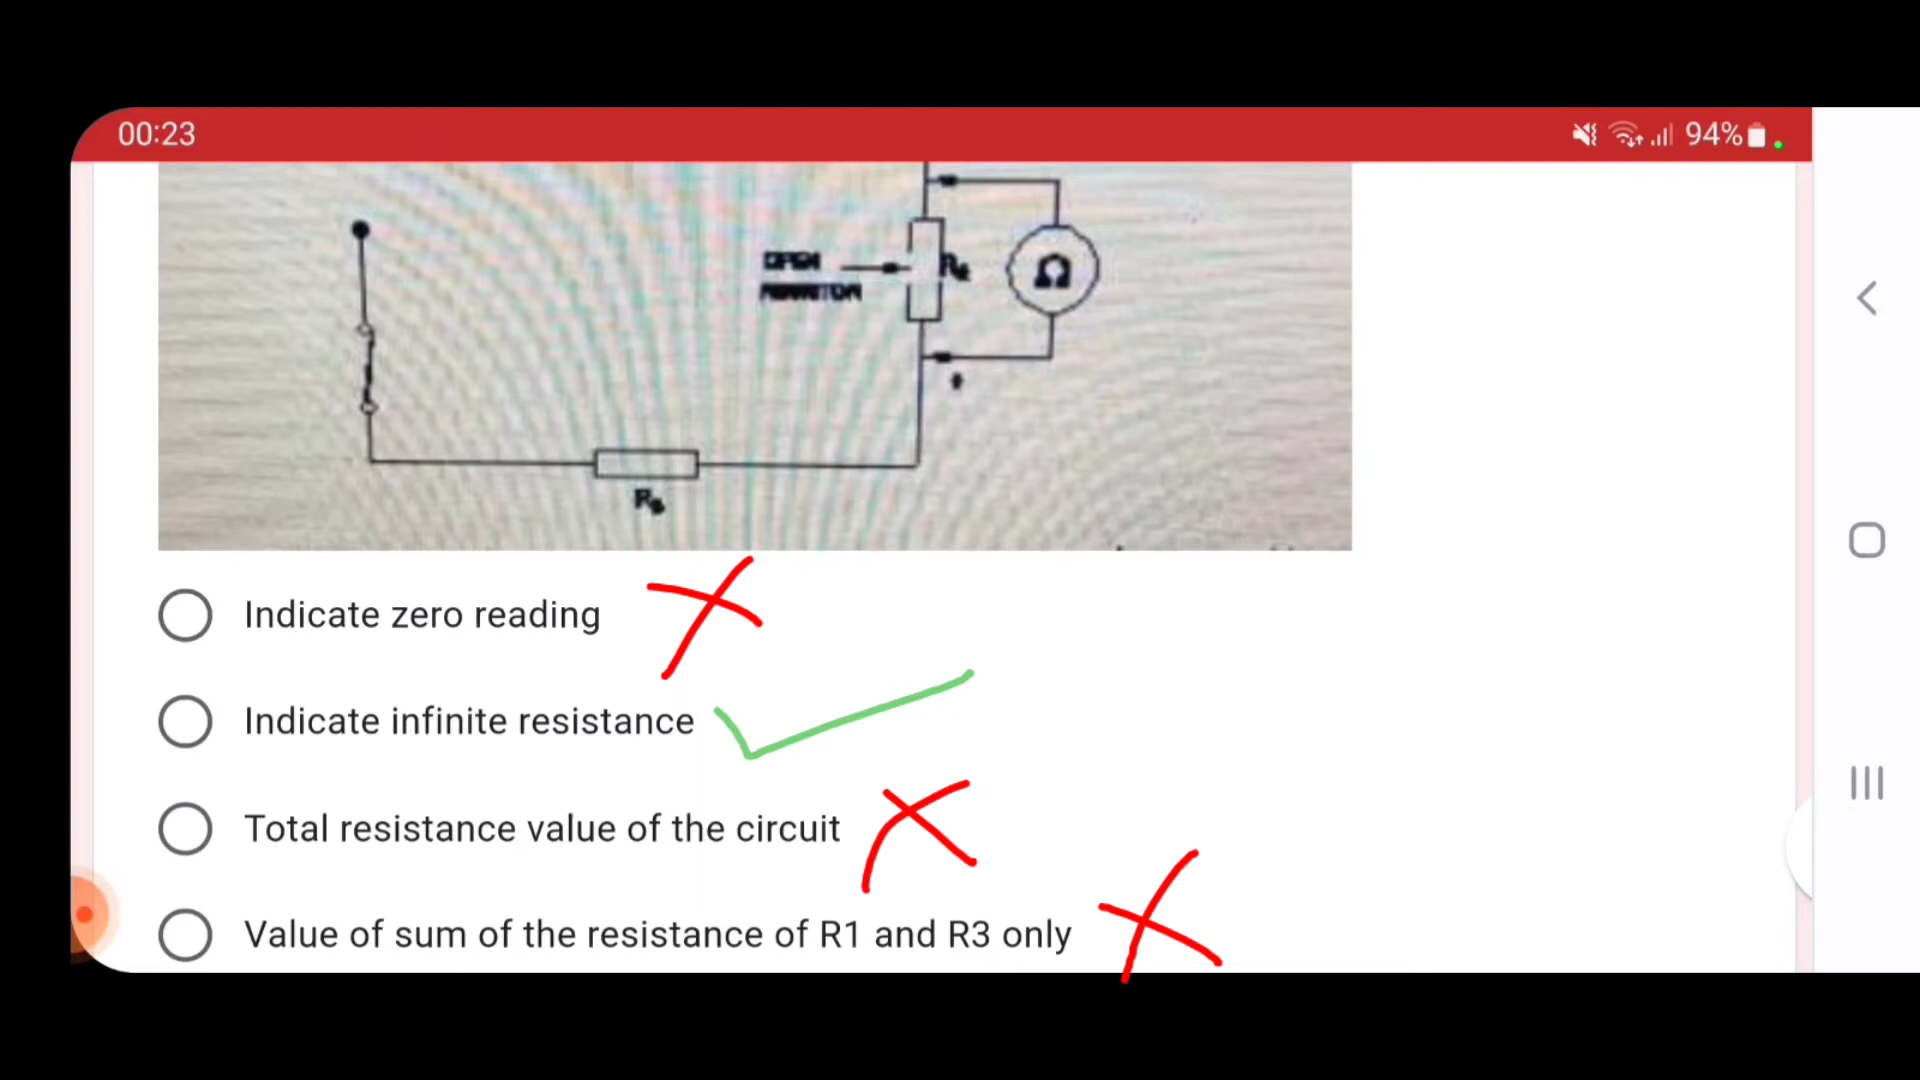 00:23
94%
OPEN
Ω
Indicate zero reading
Indicate infinite resistance
Total resistance value of the circuit
Value of sum of the resistance of R1 and R3 only